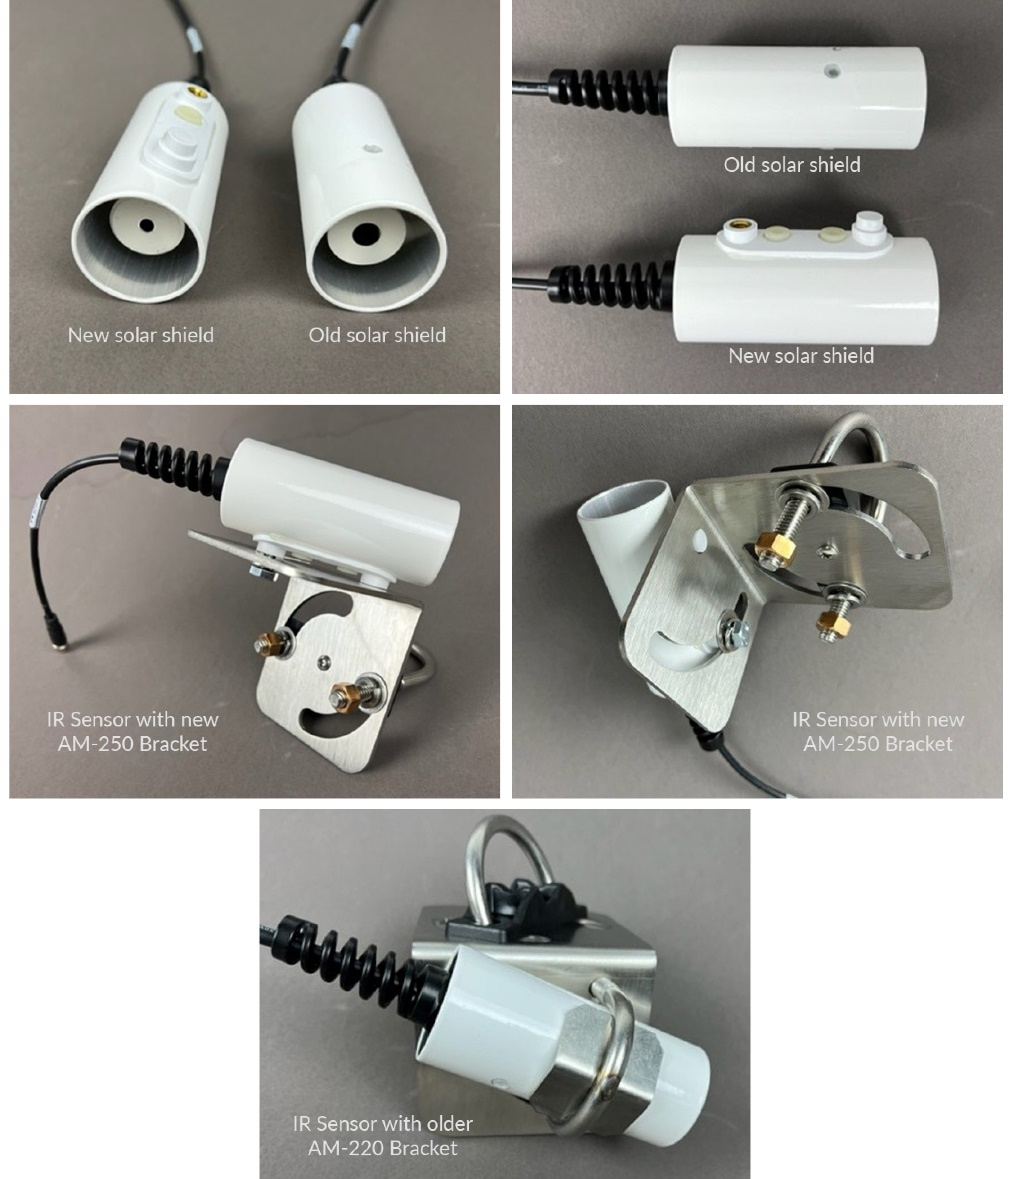 New solar shield
Old solar shield
Old solar shield
New solar shield
IR Sensor with new
AM-250 Bracket
IR Sensor with new
AM-250 Bracket
IR Sensor with older
AM-220 Bracket